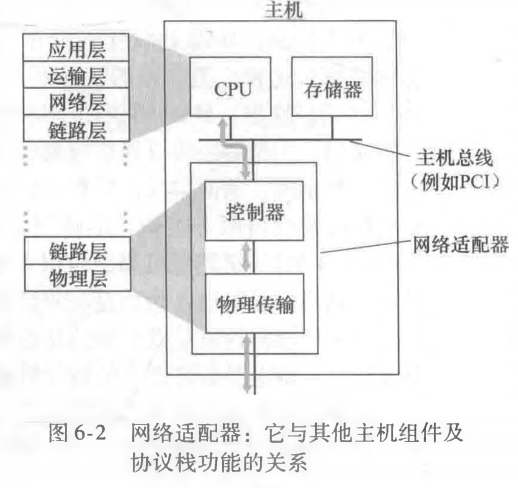 主机
应用层
运输层
网络层
链路层
CPU
存储器
主机总线
（例如PCI）
控制器
网络适配器
链路层
物理层
物理传输
图 6-2 网络适配器：它与其他主机组件及
协议栈功能的关系